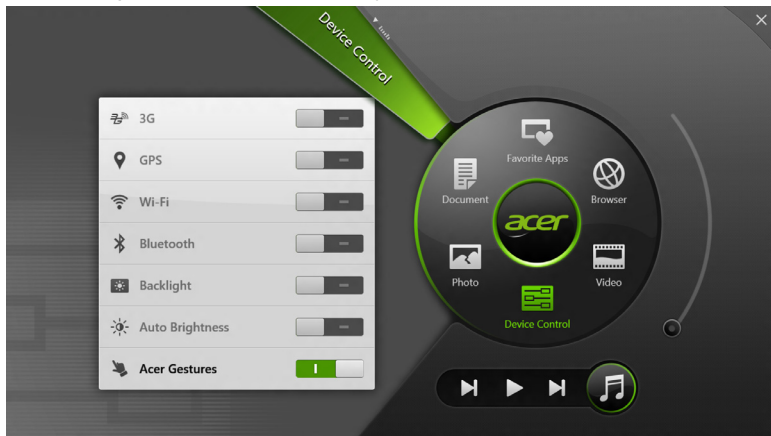 Device Control
3G
GPS
Wi-Fi
Bluetooth
Backlight
Auto Brightness
Acer Gestures
Favorite Apps
Document
Browser
acer
Photo
Video
Device Control